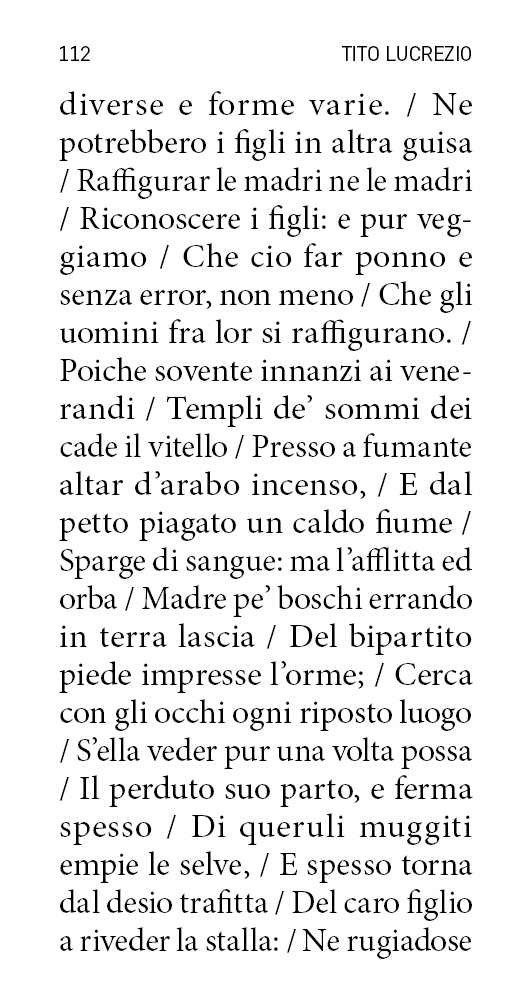 112 TITO LUCREZIO
diverse e forme varie. / Ne
potrebbero i figli in altra guisa
/ Raffigurar le madri ne le madri
/ Riconoscere i figli: e pur veg-
giamo / Che cio far ponno e
senza error, non meno / Che gli
uomini fra lor si raffigurano. /
Poiche sovente innanzi ai vene-
randi / Templi de’ sommi dei
cade il vitello / Presso a fumante
altar d’arabo incenso, / E dal
petto piagato un caldo fiume /
Sparge di sangue: ma l’afflitta ed
orba / Madre pe’ boschi errando
in terra lascia / Del bipartito
piede impresse l’orme; / Cerca
con gli occhi ogni riposto luogo
/ S’ella veder pur una volta possa
/ Il perduto suo parto, e ferma
spesso / Di queruli muggiti
empie le selve, / E spesso torna
dal desio trafitta / Del caro figlio
a riveder la stalla: / Ne rugiadose